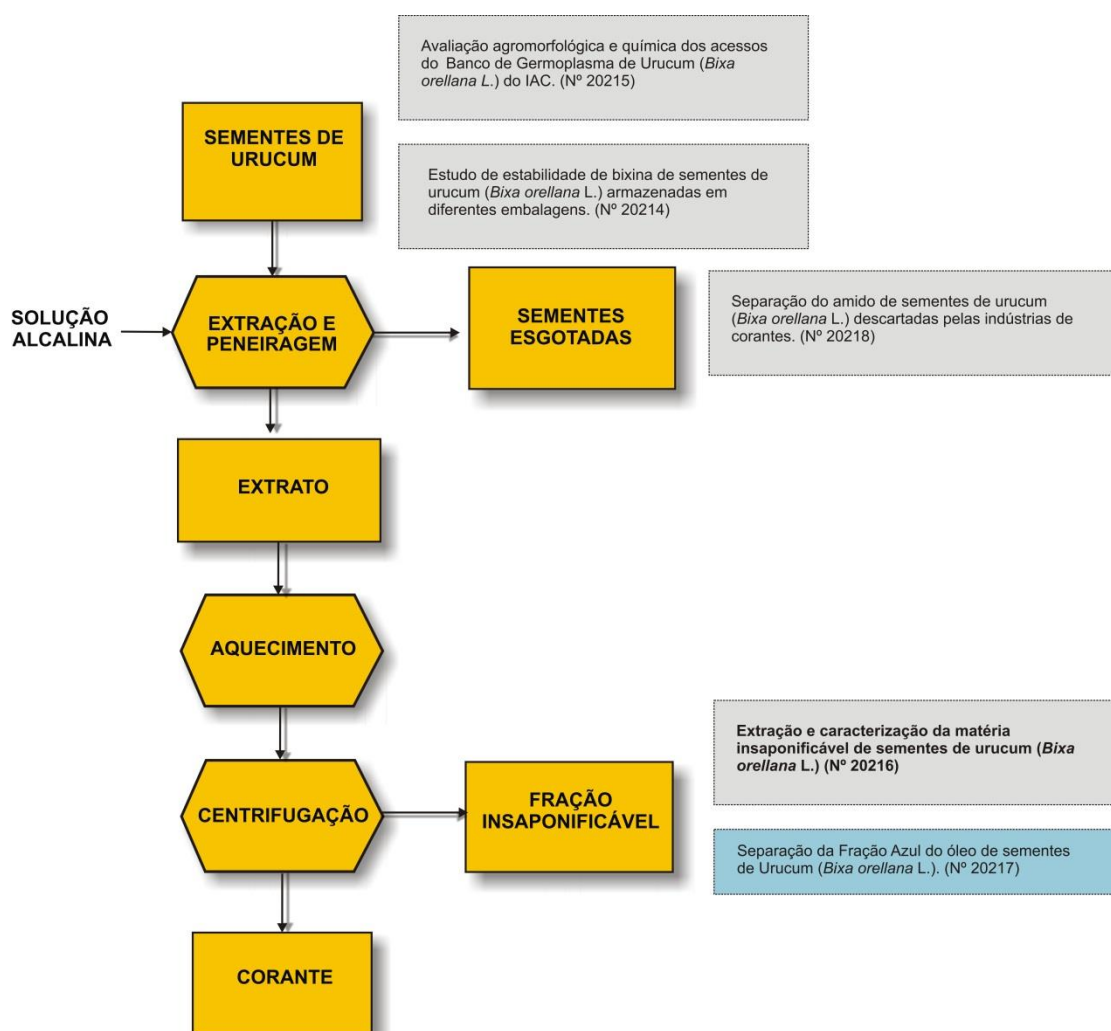 Avaliação agromorfológica e química dos acessos
do Banco de Germoplasma de Urucum (Bixa
orellana L.) do IAC. (Nº 20215)
SEMENTES DE
URUCUM
Estudo de estabilidade de bixina de sementes de
urucum (Bixa orellana L.) armazenadas em
diferentes embalagens. (Nº 20214)
SOLUÇÃO
ALCALINA
EXTRAÇÃO E
PENEIRAGEM
SEMENTES
ESGOTADAS
Separação do amido de sementes de urucum
(Bixa orellana L.) descartadas pelas indústrias de
corantes. (Nº 20218)
EXTRATO
AQUECIMENTO
CENTRIFUGAÇÃO
FRAÇÃO
INSAPONIFICÁVEL
Extração e caracterização da matéria
insaponificável de sementes de urucum (Bixa
orellana L.) (Nº 20216)
Separação da Fração Azul do óleo de sementes
de Urucum (Bixa orellana L.). (Nº 20217)
CORANTE